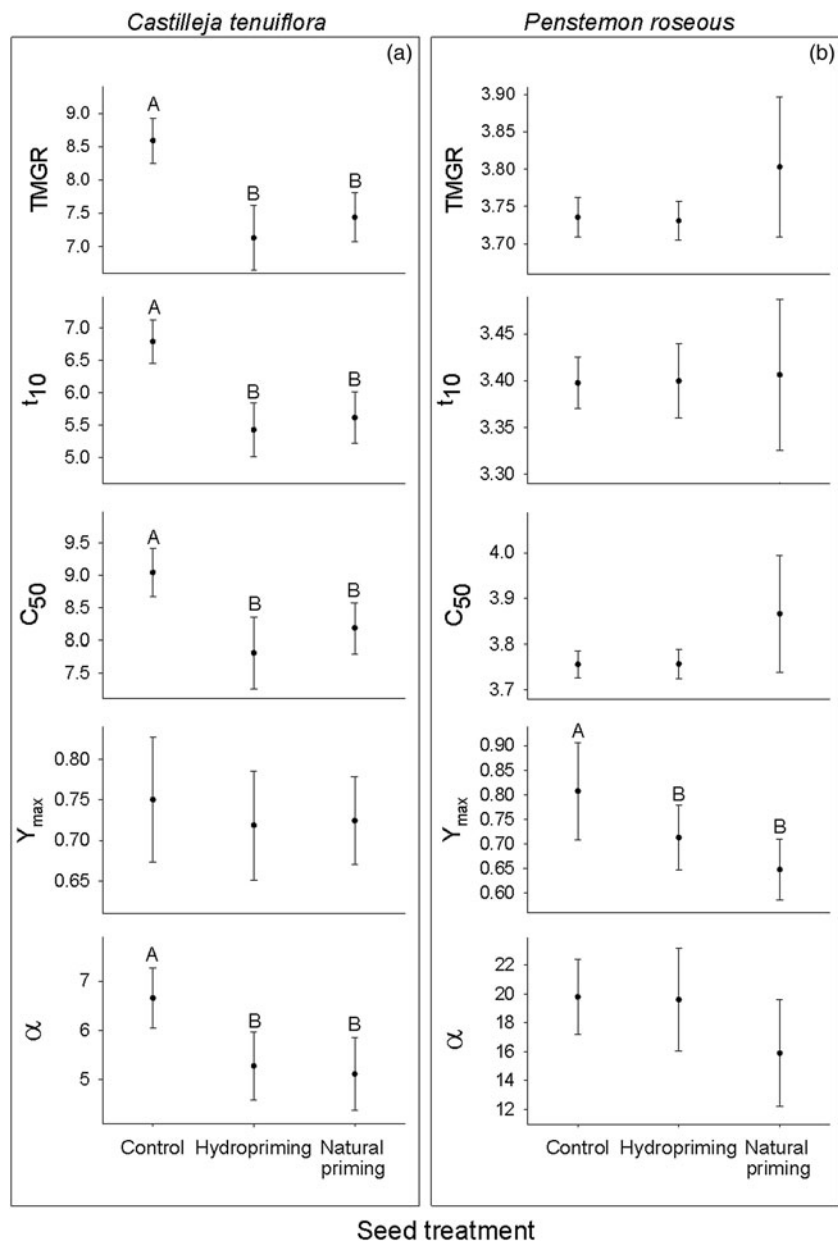 Castilleja tenuiflora
Penstemon roseous
(a)
TMGR
9.0
8.5
8.0
7.5
7.0
A
B
B
t10
7.0
6.5
6.0
5.5
5.0
A
B
B
C50
9.5
9.0
8.5
8.0
7.5
A
B
B
Ymax
0.80
0.75
0.70
0.65
α
7
6
5
A
B
B
Control
Hydropriming
Natural
priming
(b)
TMGR
3.90
3.85
3.80
3.75
3.70
t10
3.45
3.40
3.35
3.30
C50
4.0
3.9
3.8
3.7
Ymax
0.90
0.85
0.80
0.75
0.70
0.65
0.60
A
B
B
α
22
20
18
16
14
12
Control
Hydropriming
Natural
priming
Seed treatment